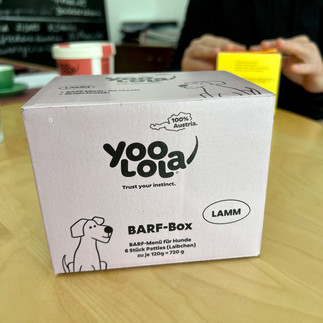 100%
Austria.
YOO
LOLA
Trust your instinct.
LAMM
BARF-Box
BARF-Menü für Hunde
6 Stück Patties (Laibchen)
zu je 120g = 720 g